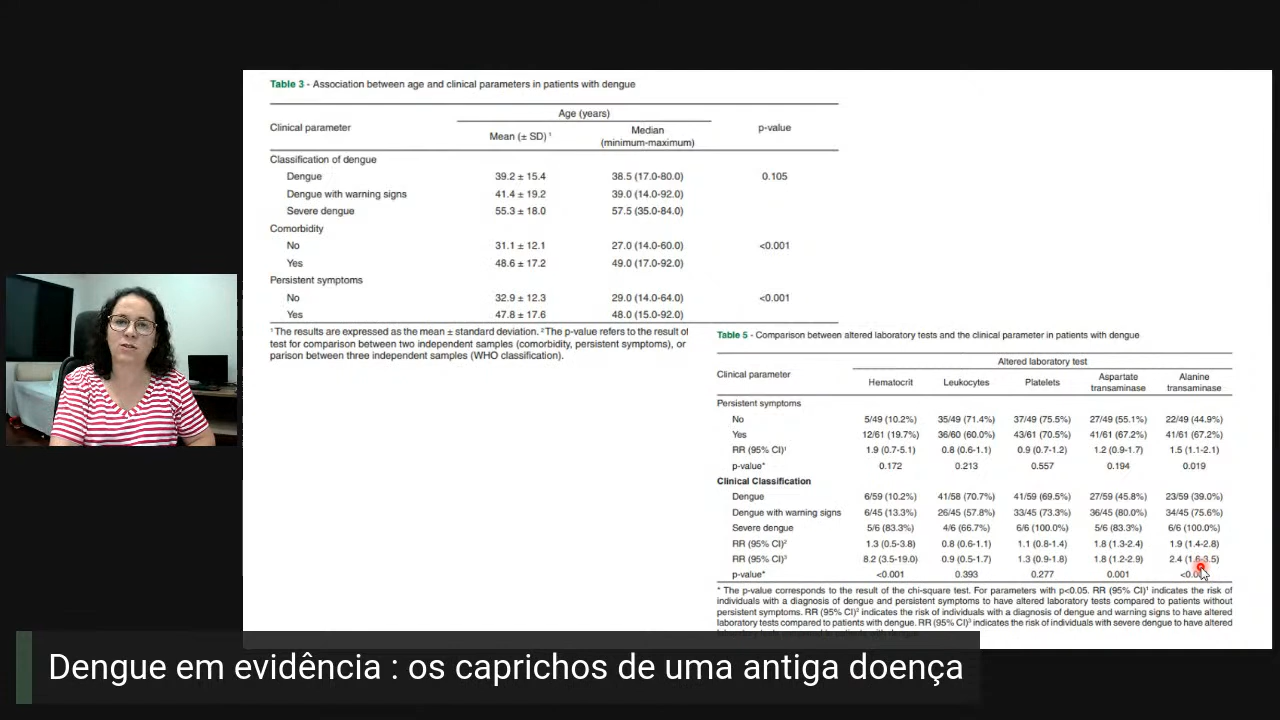 Table 3 - Association between age and clinical parameters in patients with dengue
Age (years)
Clinical parameter Mean (± SD) ¹ Median (minimum-maximum) p-value
Classification of dengue
Dengue 39.2 ± 15.4 38.5 (17.0-80.0) 0.105
Dengue with warning signs 41.4 ± 19.2 39.0 (14.0-92.0)
Severe dengue 55.3 ± 18.0 57.5 (35.0-84.0)
Comorbidity
No 31.1 ± 12.1 27.0 (14.0-60.0) <0.001
Yes 48.6 ± 17.2 49.0 (17.0-92.0)
Persistent symptoms
No 32.9 ± 12.3 29.0 (14.0-64.0) <0.001
Yes 47.8 ± 17.6 48.0 (15.0-92.0)
¹ The results are expressed as the mean ± standard deviation. ² The p-value refers to the result of
test for comparison between two independent samples (comorbidity, persistent symptoms), or
parison between three independent samples (WHO classification).
Table 5 - Comparison between altered laboratory tests and the clinical parameter in patients with dengue
Altered laboratory test
Clinical parameter Hematocrit Leukocytes Platelets Aspartate transaminase Alanine transaminase
Persistent symptoms
No 5/49 (10.2%) 35/49 (71.4%) 37/49 (75.5%) 27/49 (55.1%) 22/49 (44.9%)
Yes 12/61 (19.7%) 36/60 (60.0%) 43/61 (70.5%) 41/61 (67.2%) 41/61 (67.2%)
RR (95% CI)¹ 1.9 (0.7-5.1) 0.8 (0.6-1.1) 0.9 (0.7-1.2) 1.2 (0.9-1.7) 1.5 (1.1-2.1)
p-value* 0.172 0.213 0.557 0.194 0.019
Clinical Classification
Dengue 6/59 (10.2%) 41/58 (70.7%) 41/59 (69.5%) 27/59 (45.8%) 23/59 (39.0%)
Dengue with warning signs 6/45 (13.3%) 26/45 (57.8%) 33/45 (73.3%) 36/45 (80.0%) 34/45 (75.6%)
Severe dengue 5/6 (83.3%) 4/6 (66.7%) 6/6 (100.0%) 5/6 (83.3%) 6/6 (100.0%)
RR (95% CI)² 1.3 (0.5-3.8) 0.8 (0.6-1.1) 1.1 (0.8-1.4) 1.8 (1.3-2.4) 1.9 (1.4-2.8)
RR (95% CI)³ 8.2 (3.5-19.0) 0.9 (0.5-1.7) 1.3 (0.9-1.8) 1.8 (1.2-2.9) 2.4 (1.6-3.5)
p-value* <0.001 0.393 0.277 0.001
* The p-value corresponds to the result of the chi-square test. For parameters with p<0.05. RR (95% CI)¹ indicates the risk of
individuals with a diagnosis of dengue and persistent symptoms to have altered laboratory tests compared to patients without
persistent symptoms. RR (95% CI)² indicates the risk of individuals with a diagnosis of dengue and warning signs to have altered
laboratory tests compared to patients with dengue. RR (95% CI)³ indicates the risk of individuals with severe dengue to have altered
Dengue em evidência : os caprichos de uma antiga doença